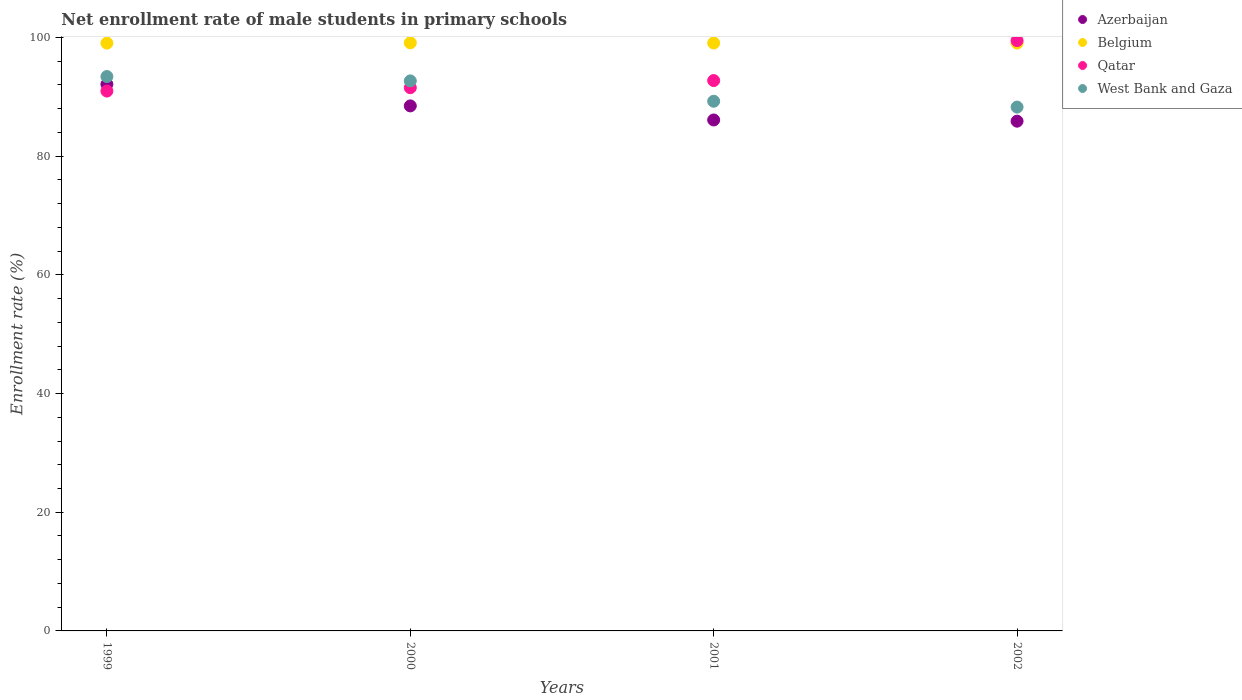 Net enrollment rate of male students in primary schools
Azerbaijan
Belgium
Qatar
West Bank and Gaza
Enrollment rate (%)
100
80
60
40
20
0
1999
2000
2001
2002
Years